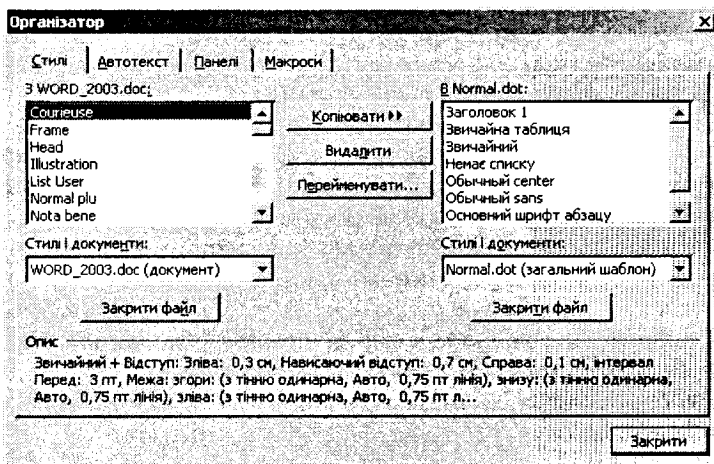 Організатор
Стилі Автотекст Панелі Макроси
З WORD_2003.doc: В Normal.dot:
Courieuse
Frame
Head
Illustration
List User
Normal plu
Nota bene
Копіювати
Видалити
Перейменувати...
Заголовок 1
Звичайна таблиця
Звичайний
Немає списку
Обычный center
Обычный sans
Основний шрифт абзацу
Стилі і документи: Стилі і документи:
WORD_2003.doc (документ) Normal.dot (загальний шаблон)
Закрити файл Закрити файл
Опис
Звичайний + Відступ: Зліва: 0,3 см, Нависаючий відступ: 0,7 см, Справа: 0,1 см, інтервал
Перед: 3 пт, Межа: згори: (з тінню одинарна, Авто, 0,75 пт лінія), знизу: (з тінню одинарна,
Авто, 0,75 пт лінія), зліва: (з тінню одинарна, Авто, 0,75 пт л...
Закрити